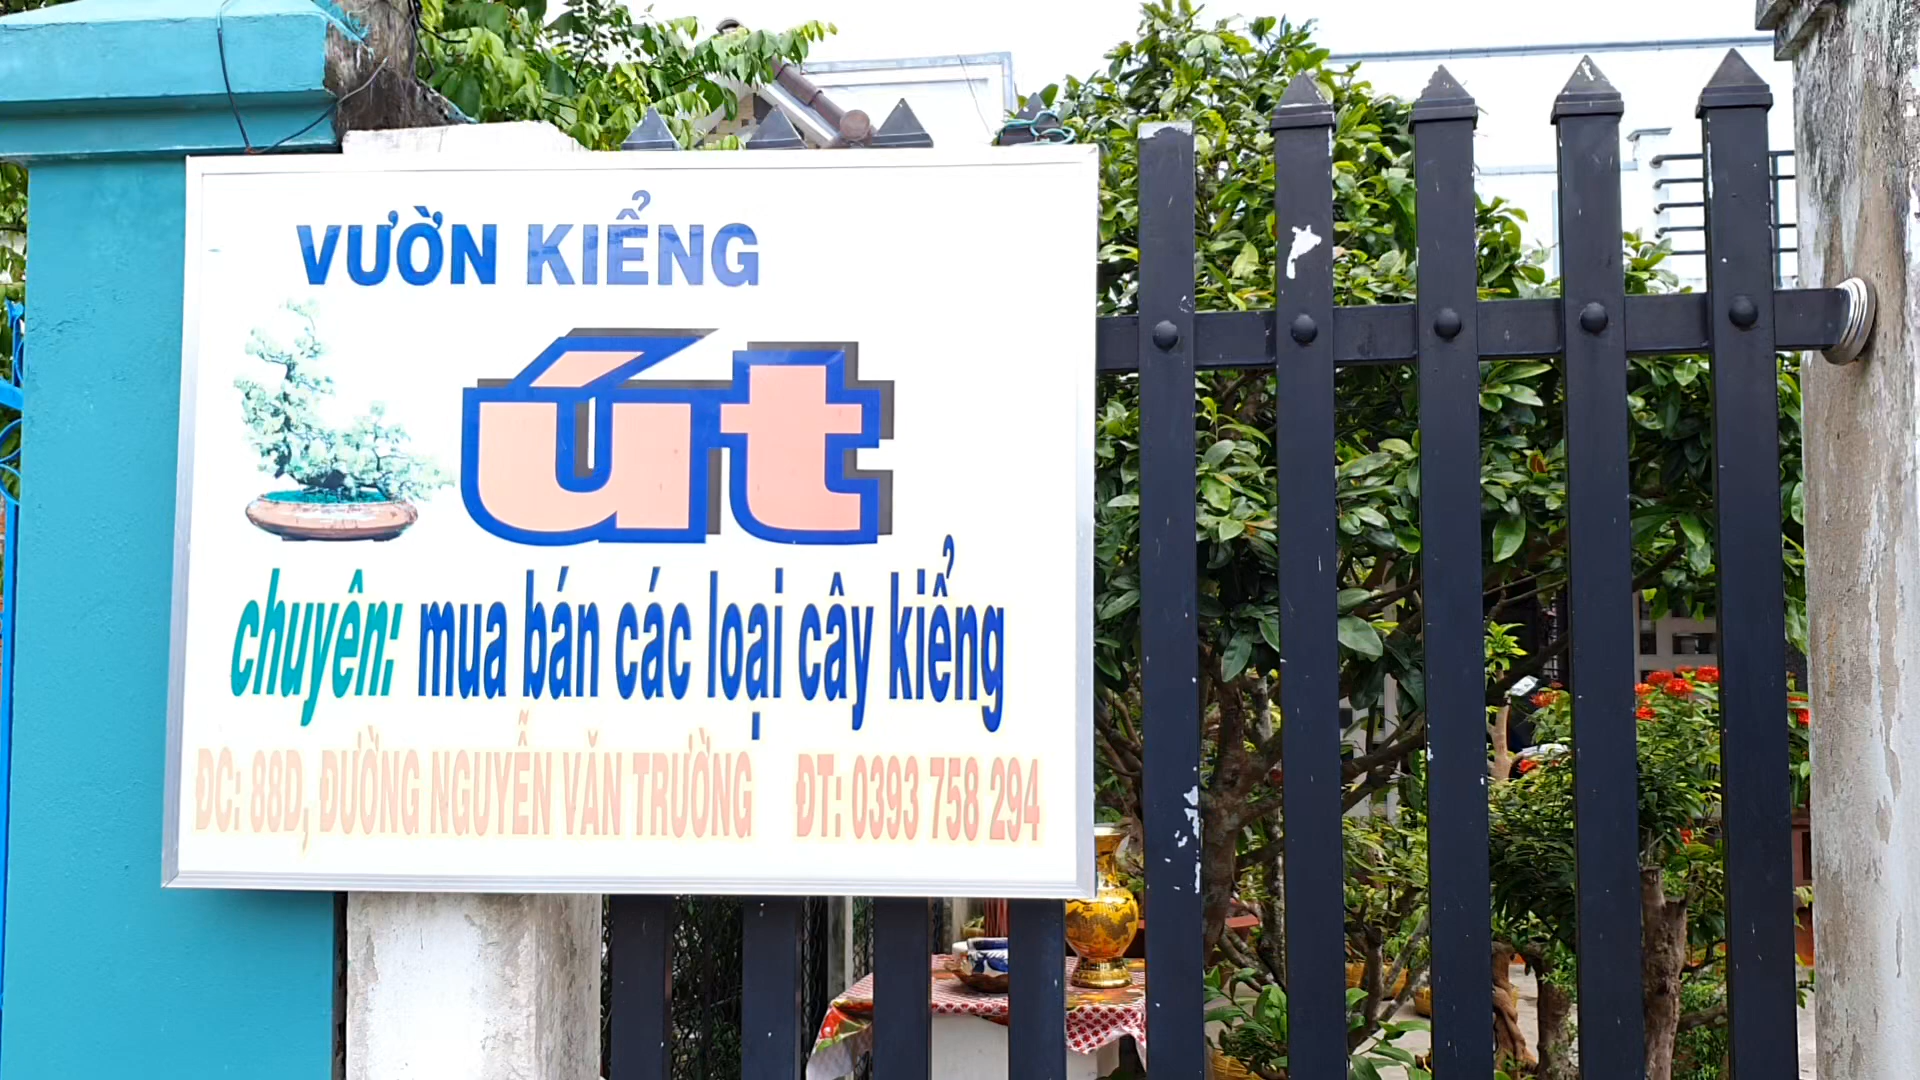 VƯỜN KIỂNG
út
chuyên: mua bán các loại cây kiểng
ĐC: 88D, ĐƯỜNG NGUYỄN VĂN TRƯỜNG ĐT: 0393 758 294